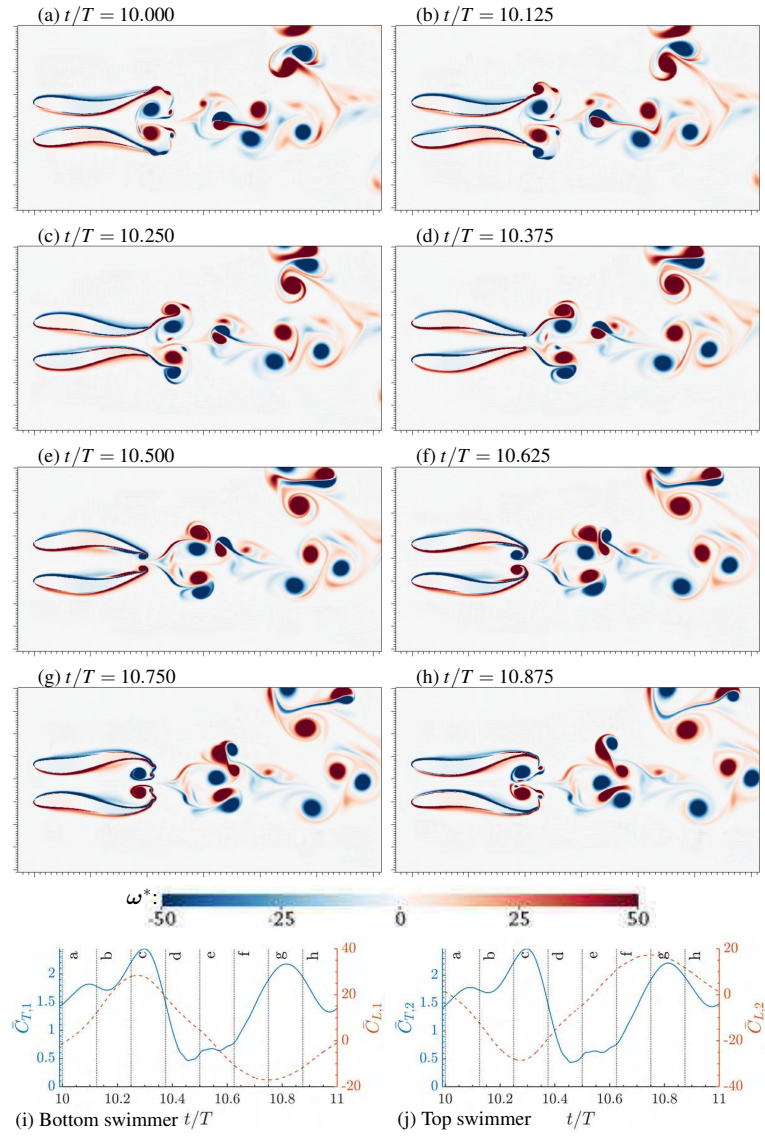 (a) t/T = 10.000 (b) t/T = 10.125
(c) t/T = 10.250 (d) t/T = 10.375
(e) t/T = 10.500 (f) t/T = 10.625
(g) t/T = 10.750 (h) t/T = 10.875
ω*:
-50 -25 0 25 50
a b c d e f g h
2
1.5
1
0.5
0
C̄T,1
40
20
0
-20
C̄L,1
10 10.2 10.4 10.6 10.8 11
(i) Bottom swimmer t/T
a b c d e f g h
2
1.5
1
0.5
0
C̄T,2
20
0
-20
-40
C̄L,2
10 10.2 10.4 10.6 10.8 11
(j) Top swimmer t/T